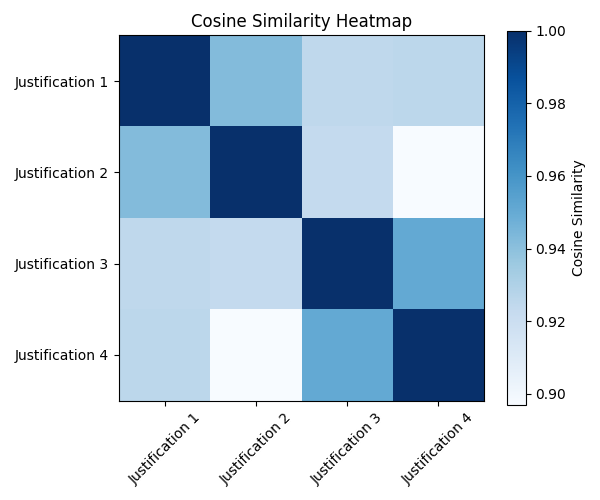 Cosine Similarity Heatmap
Justification 1
Justification 2
Justification 3
Justification 4
Justification 1
Justification 2
Justification 3
Justification 4
1.00
0.98
0.96
0.94
0.92
0.90
Cosine Similarity